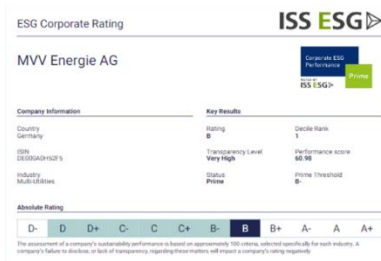 ESG Corporate Rating
ISS ESG
MVV Energie AG
Corporate ESG
Performance
RATED BY
ISS ESG
Prime
Company Information
Key Results
Country
Germany
Rating
B
Decile Rank
1
ISIN
DE000A0H52F5
Transparency Level
Very High
Performance score
60.98
Industry
Multi-Utilities
Status
Prime
Prime Threshold
B-
Absolute Rating
D- D D+ C- C C+ B- B B+ A- A A+
The assessment of a company's sustainability performance is based on approximately 100 criteria, selected specifically for each industry. A
company's failure to disclose, or lack of transparency, regarding these matters will impact a company's rating negatively